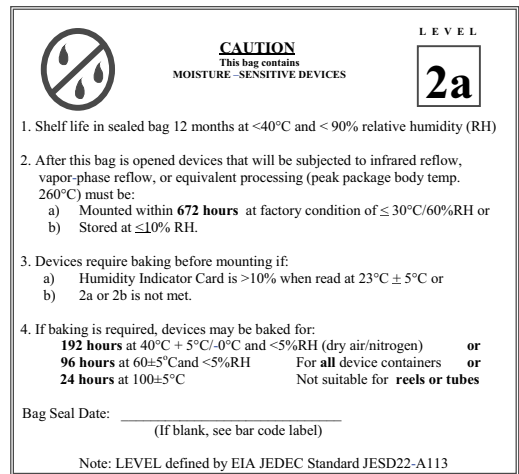 LEVEL
CAUTION
This bag contains
MOISTURE –SENSITIVE DEVICES
2a
1. Shelf life in sealed bag 12 months at <40°C and < 90% relative humidity (RH)
2. After this bag is opened devices that will be subjected to infrared reflow,
vapor-phase reflow, or equivalent processing (peak package body temp.
260°C) must be:
a) Mounted within 672 hours at factory condition of ≤ 30°C/60%RH or
b) Stored at ≤10% RH.
3. Devices require baking before mounting if:
a) Humidity Indicator Card is >10% when read at 23°C ± 5°C or
b) 2a or 2b is not met.
4. If baking is required, devices may be baked for:
192 hours at 40°C + 5°C/-0°C and <5%RH (dry air/nitrogen) or
96 hours at 60±5°Cand <5%RH For all device containers or
24 hours at 100±5°C Not suitable for reels or tubes
Bag Seal Date: ______________________________
(If blank, see bar code label)
Note: LEVEL defined by EIA JEDEC Standard JESD22-A113